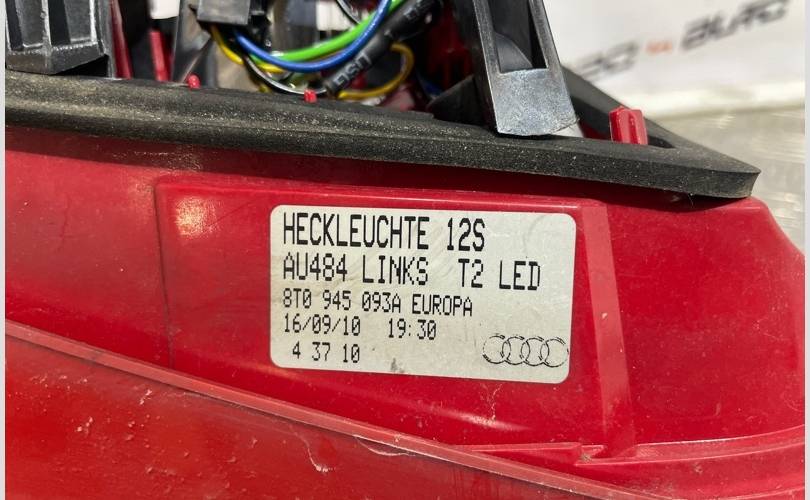 HECKLEUCHTE 12S
AU484 LINKS T2 LED
8T0 945 093A EUROPA
16/09/10 19:30
4 37 10